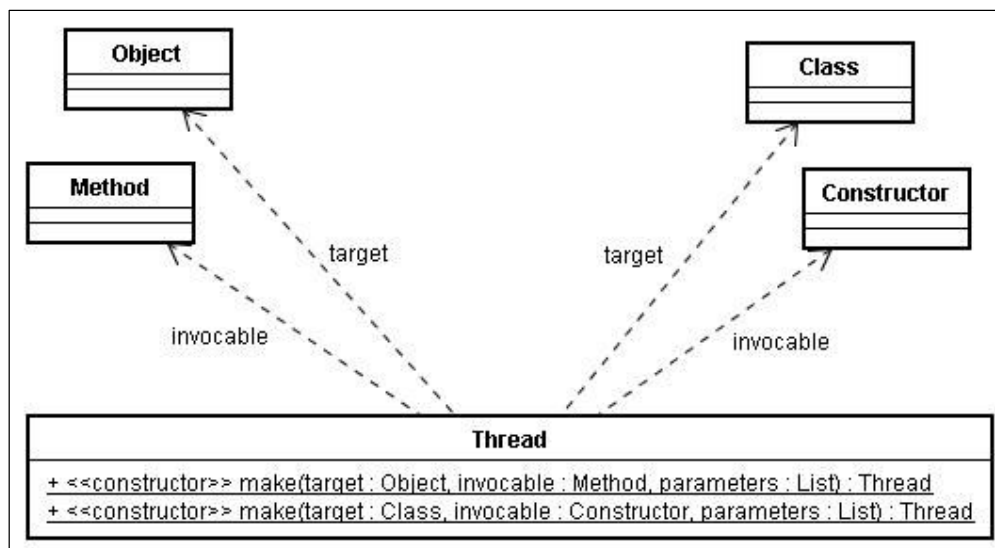 Object
Class
Method
Constructor
target
target
invocable
invocable
Thread
+ <<constructor>> make(target : Object, invocable : Method, parameters : List) : Thread
+ <<constructor>> make(target : Class, invocable : Constructor, parameters : List) : Thread